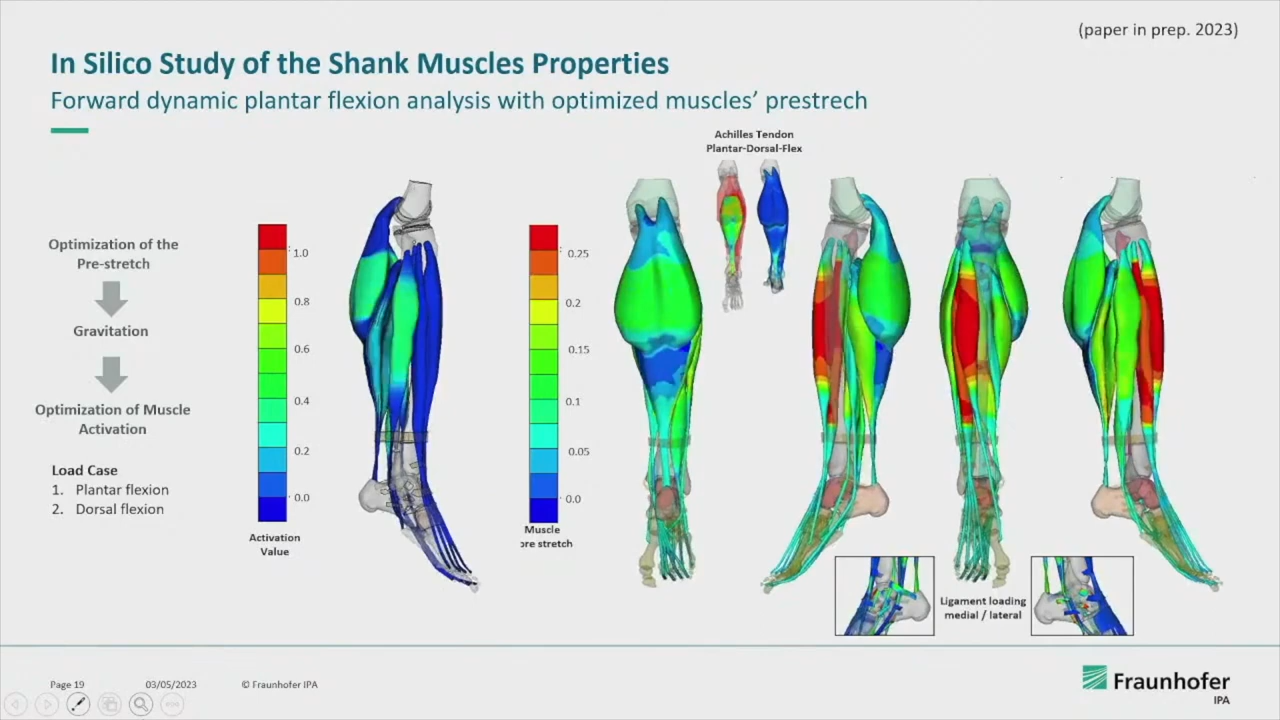 (paper in prep. 2023)
In Silico Study of the Shank Muscles Properties
Forward dynamic plantar flexion analysis with optimized muscles' prestrech
Achilles Tendon
Plantar-Dorsal-Flex
Optimization of the
Pre-stretch
Gravitation
Optimization of Muscle
Activation
Load Case
1. Plantar flexion
2. Dorsal flexion
1.0
0.8
0.6
0.4
0.2
0.0
Activation
Value
0.25
0.2
0.15
0.1
0.05
0.0
Muscle
ore stretch
Ligament loading
medial / lateral
Page 19
03/05/2023
© Fraunhofer IPA
Fraunhofer
IPA